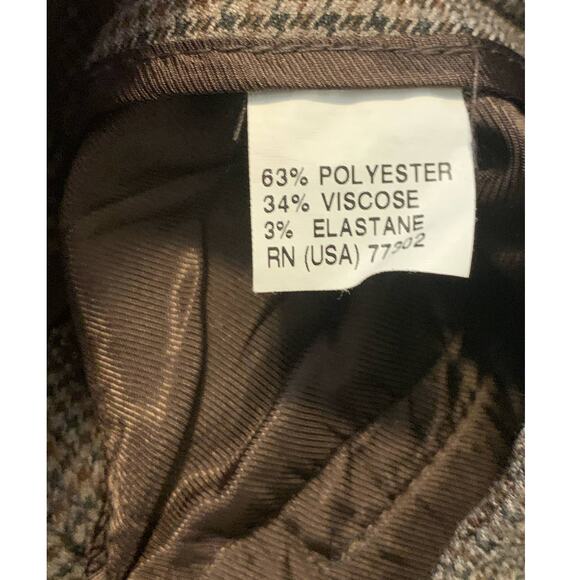 63% POLYESTER
34% VISCOSE
3% ELASTANE
RN (USA) 77902